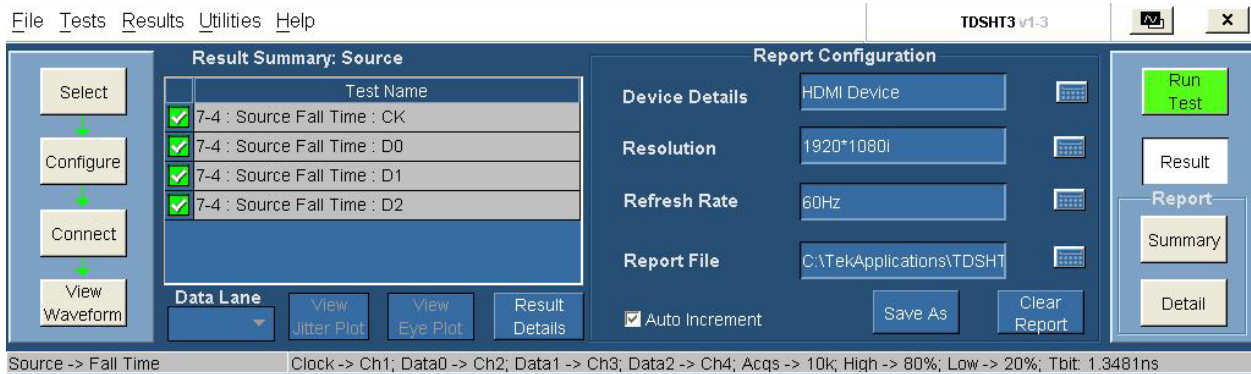 File Tests Results Utilities Help
TDSHT3 v1-3
x
Select
Configure
Connect
View
Waveform
Result Summary: Source
Test Name
7-4 : Source Fall Time : CK
7-4 : Source Fall Time : D0
7-4 : Source Fall Time : D1
7-4 : Source Fall Time : D2
Data Lane
View
Jitter Plot
View
Eye Plot
Result
Details
Report Configuration
Device Details HDMI Device
Resolution 1920*1080i
Refresh Rate 60Hz
Report File C:\TekApplications\TDSHT
Auto Increment
Save As
Clear
Report
Run
Test
Result
Report
Summary
Detail
Source -> Fall Time
Clock -> Ch1; Data0 -> Ch2; Data1 -> Ch3; Data2 -> Ch4; Acqs -> 10k; High -> 80%; Low -> 20%; Tbit: 1.3481ns